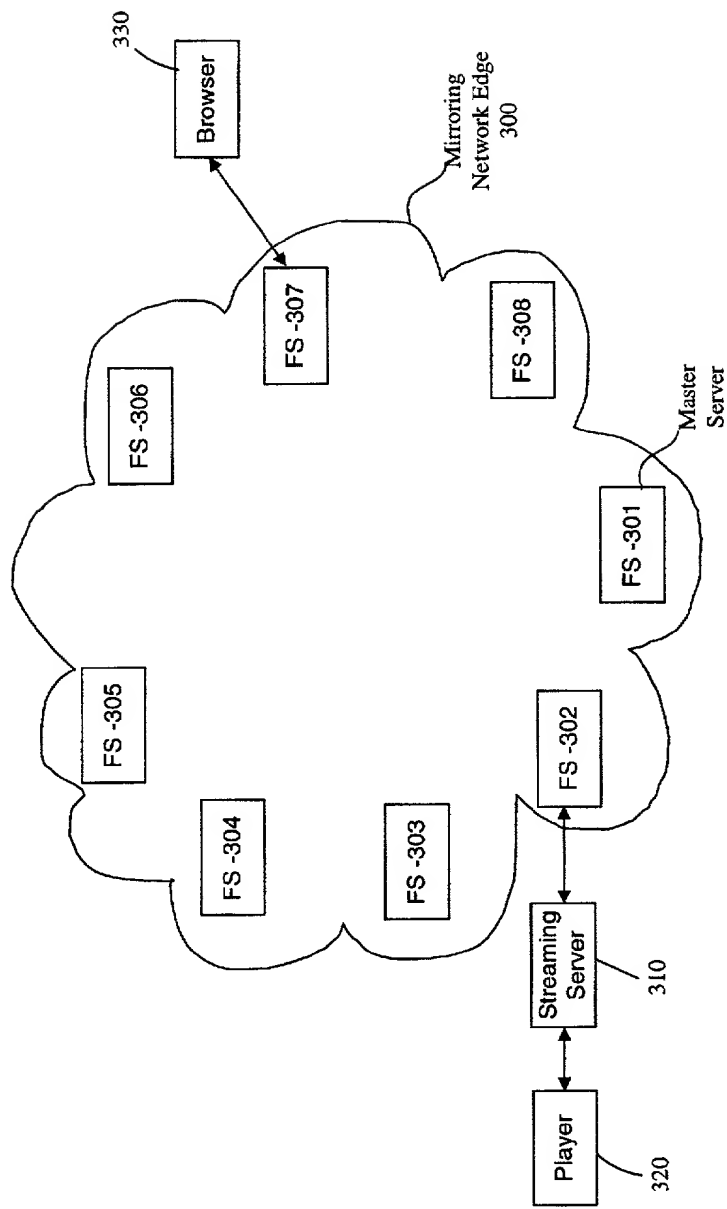 330
Browser
Mirroring
Network Edge
300
FS -307
FS -306
FS -308
FS -305
FS -301
Master
Server
FS -304
FS -303
FS -302
Streaming
Server
310
Player
320